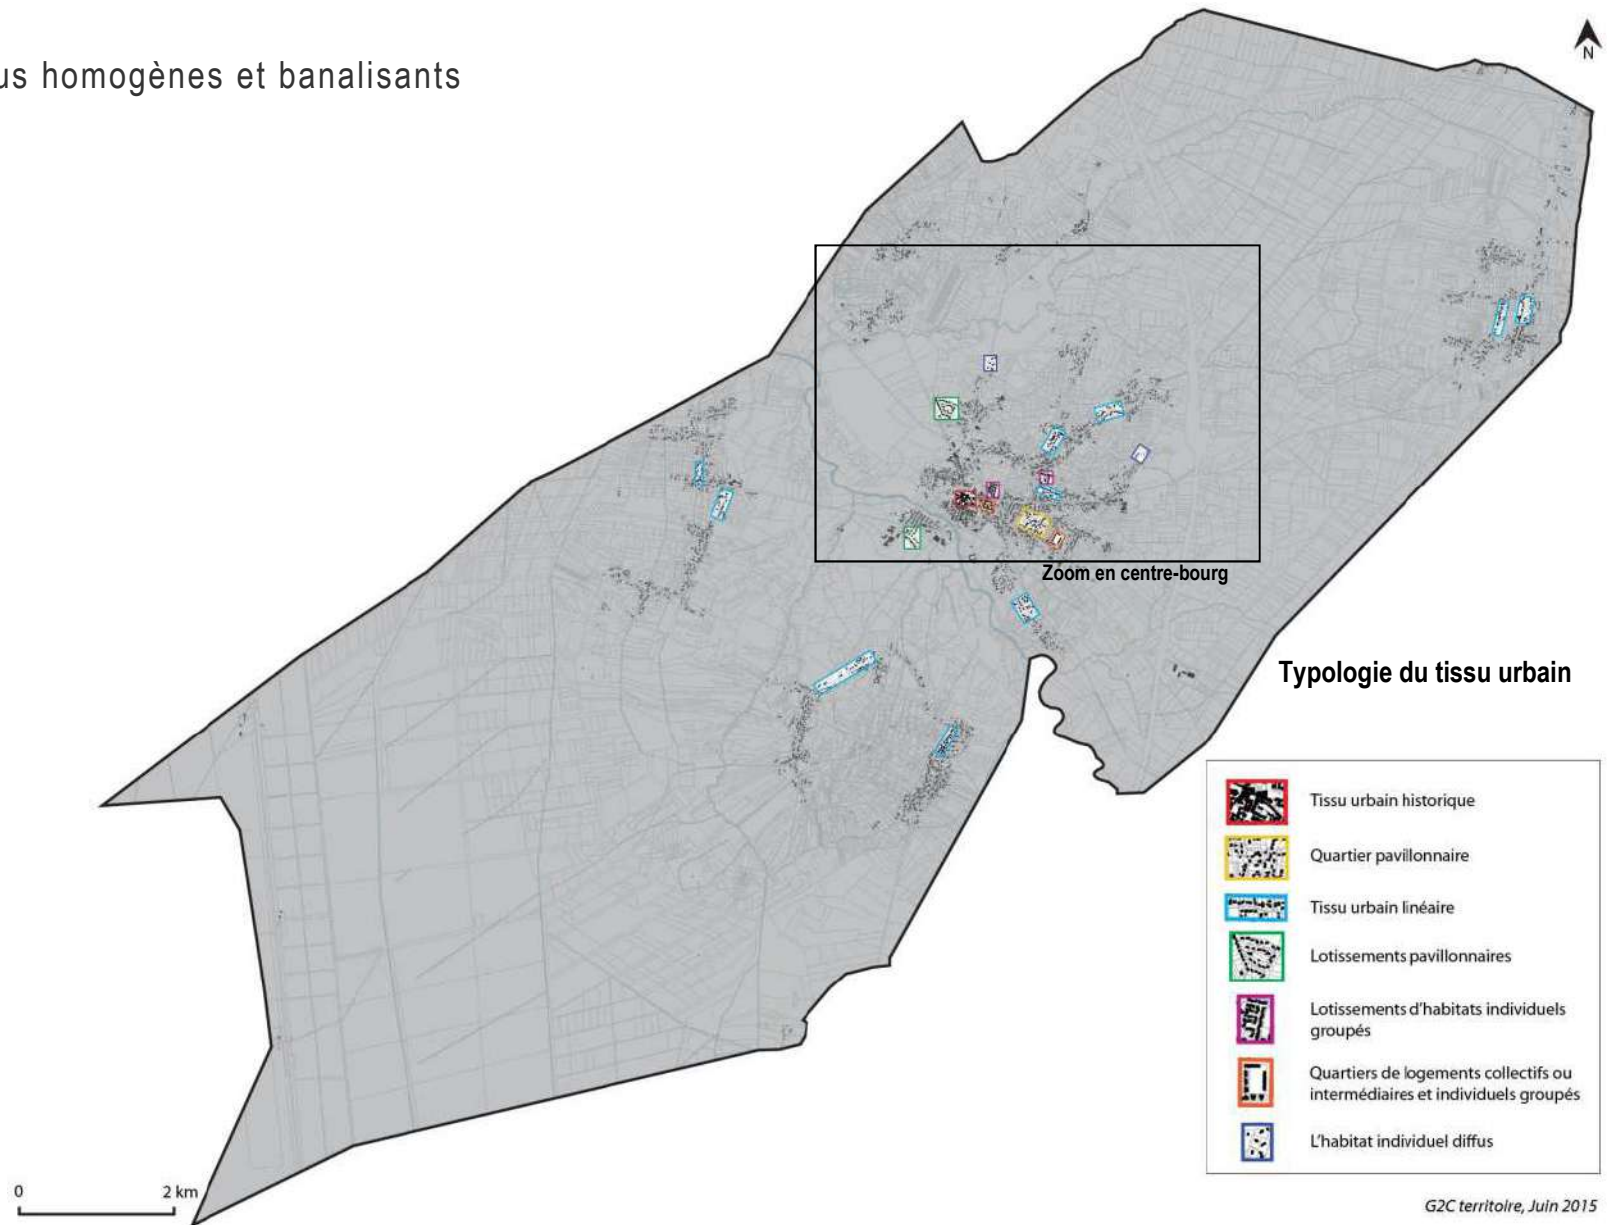 us homogènes et banalisants
N
Zoom en centre-bourg
Typologie du tissu urbain
Tissu urbain historique
Quartier pavillonnaire
Tissu urbain linéaire
Lotissements pavillonnaires
Lotissements d'habitats individuels
groupés
Quartiers de logements collectifs ou
intermédiaires et individuels groupés
L'habitat individuel diffus
0 2 km
G2C territoire, Juin 2015